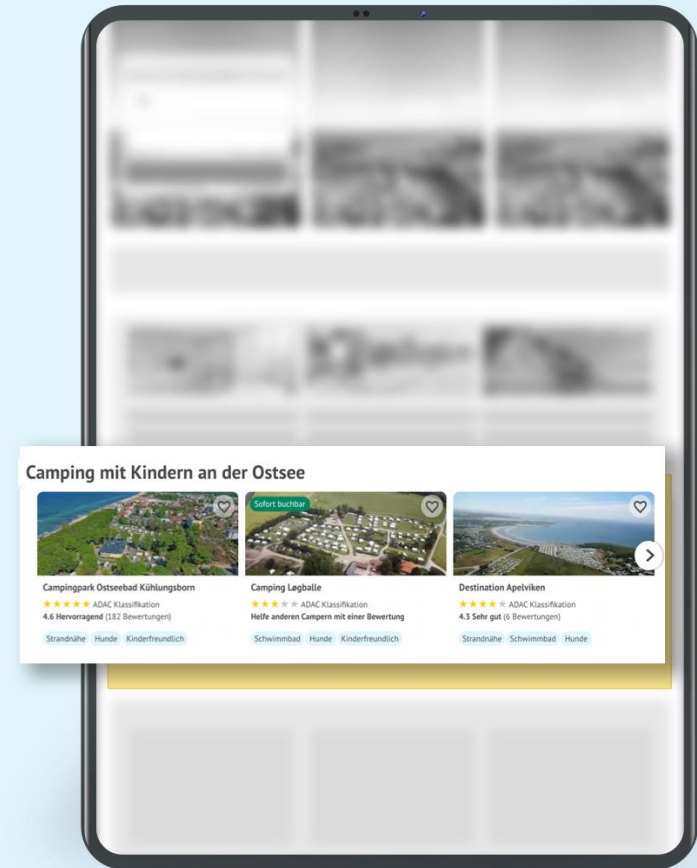 Camping mit Kindern an der Ostsee
Sofort buchbar
Campingpark Ostseebad Kühlungsborn
ADAC Klassifikation
4.6 Hervorragend (182 Bewertungen)
Strandnähe Hunde Kinderfreundlich
Camping Løgballe
ADAC Klassifikation
Helfe anderen Campern mit einer Bewertung
Schwimmbad Hunde Kinderfreundlich
Destination Apelviken
ADAC Klassifikation
4.3 Sehr gut (6 Bewertungen)
Strandnähe Schwimmbad Hunde